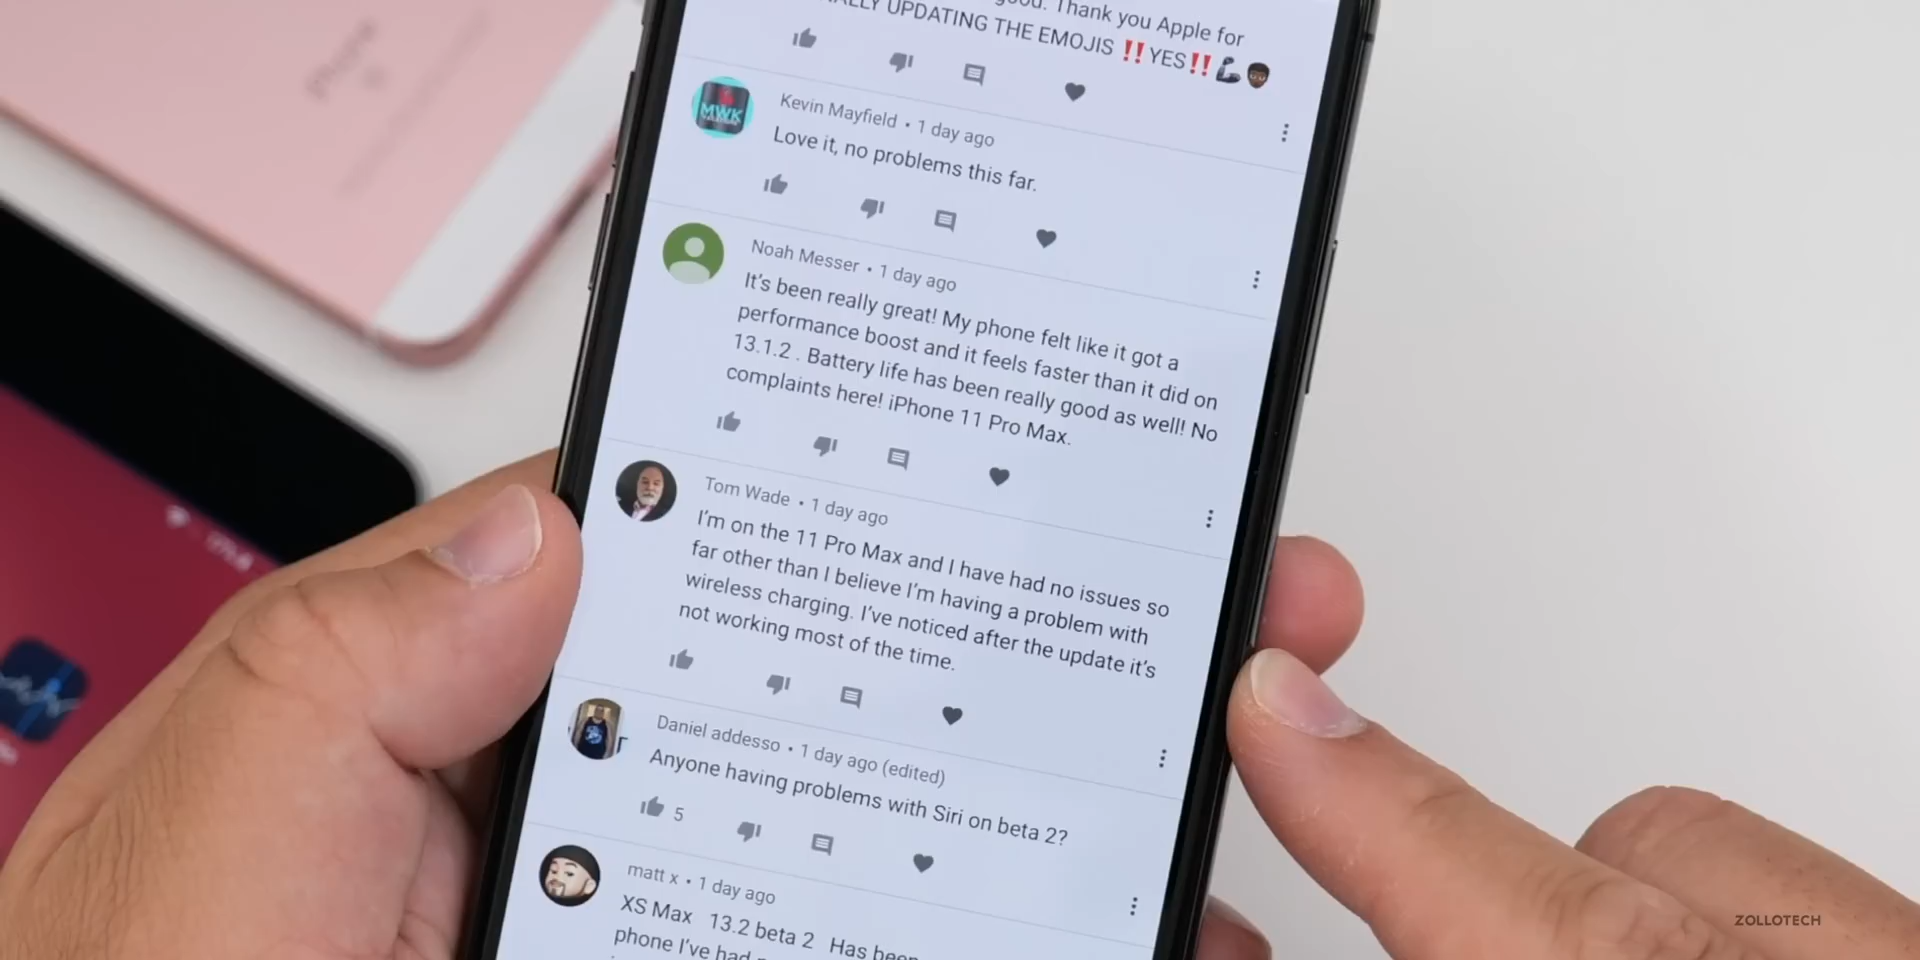 good. Thank you Apple for
UPDATING THE EMOJIS ‼️YES‼️🦾👨🏿
Kevin Mayfield • 1 day ago
Love it, no problems this far.
Noah Messer • 1 day ago
It's been really great! My phone felt like it got a
performance boost and it feels faster than it did on
13.1.2 . Battery life has been really good as well! No
complaints here! iPhone 11 Pro Max.
Tom Wade • 1 day ago
I'm on the 11 Pro Max and I have had no issues so
far other than I believe I'm having a problem with
wireless charging. I've noticed after the update it's
not working most of the time.
Daniel addesso • 1 day ago (edited)
Anyone having problems with Siri on beta 2?
5
matt x • 1 day ago
XS Max 13.2 beta 2 Has been
phone I've had
MWK
iPhone
ZOLLOTECH